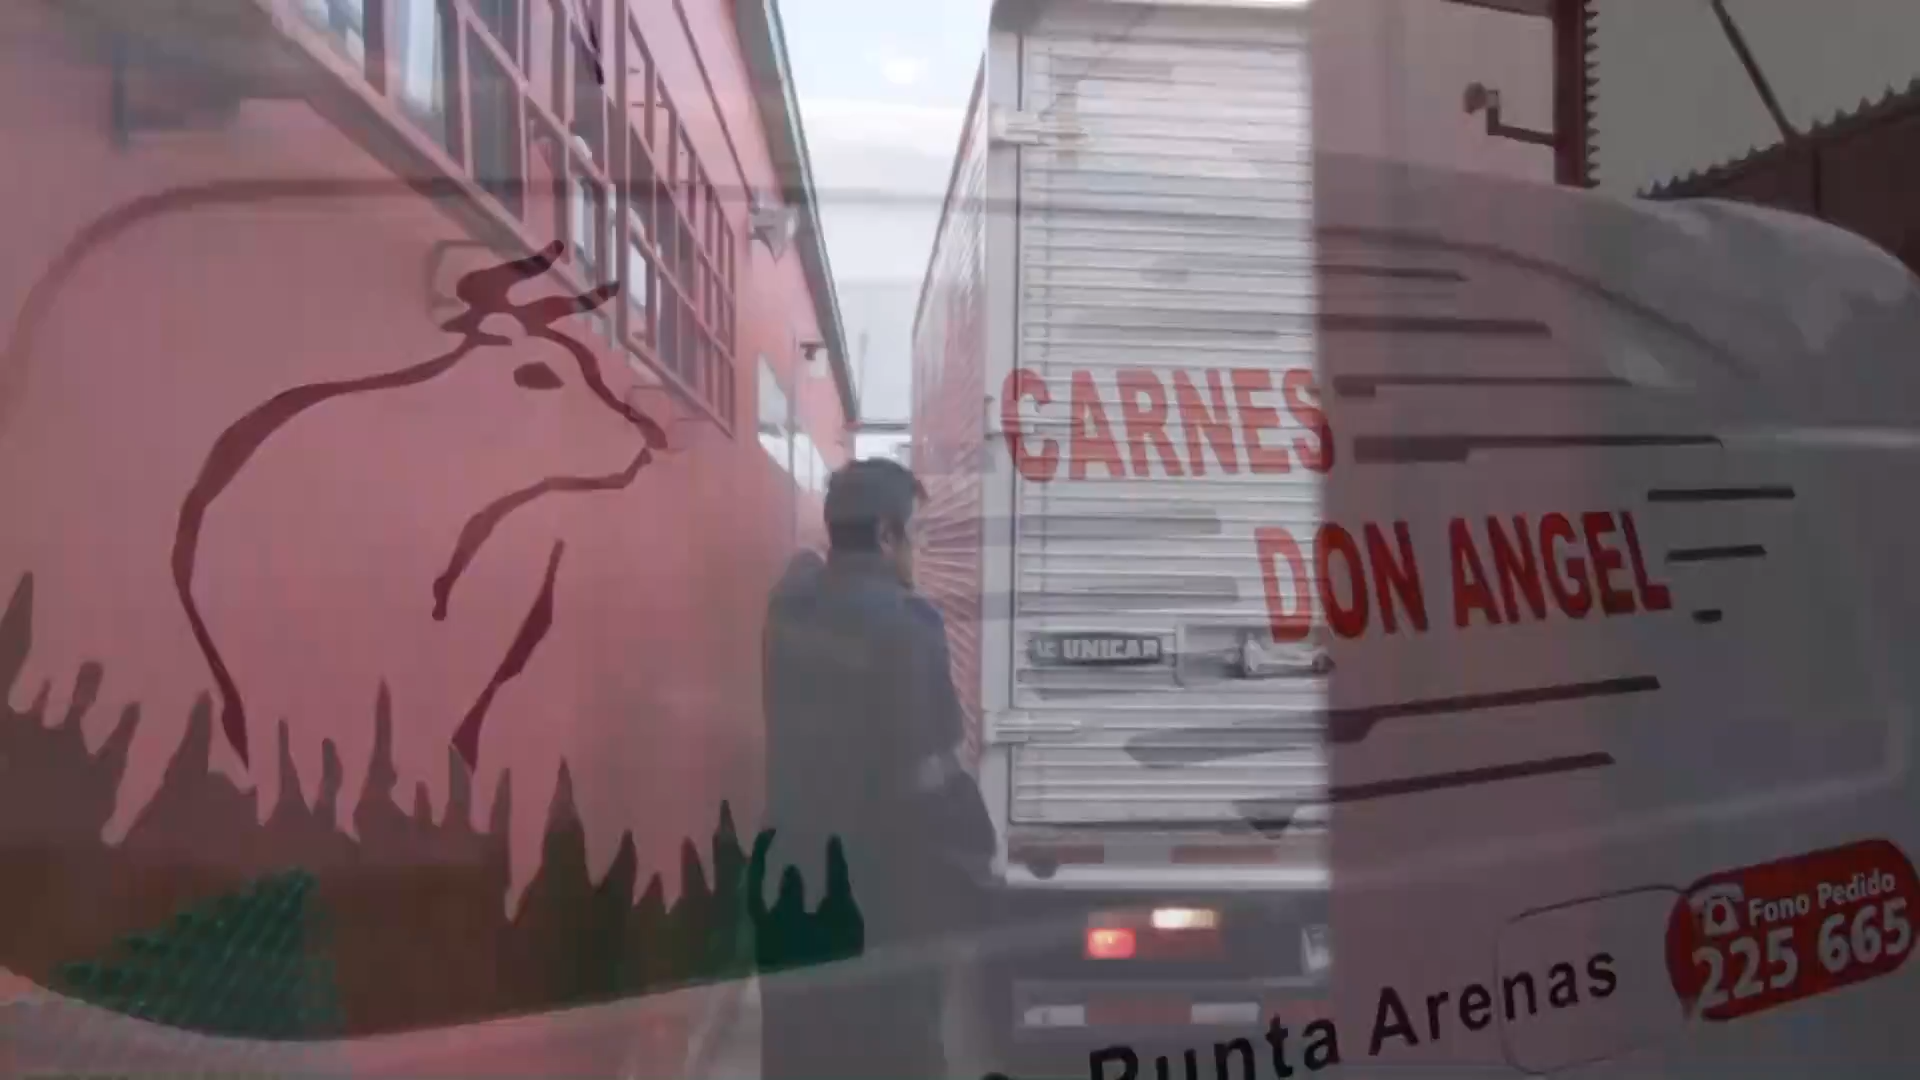 CARNES
DON ANGEL
UNICAR
Fono Pedido
225 665
Punta Arenas